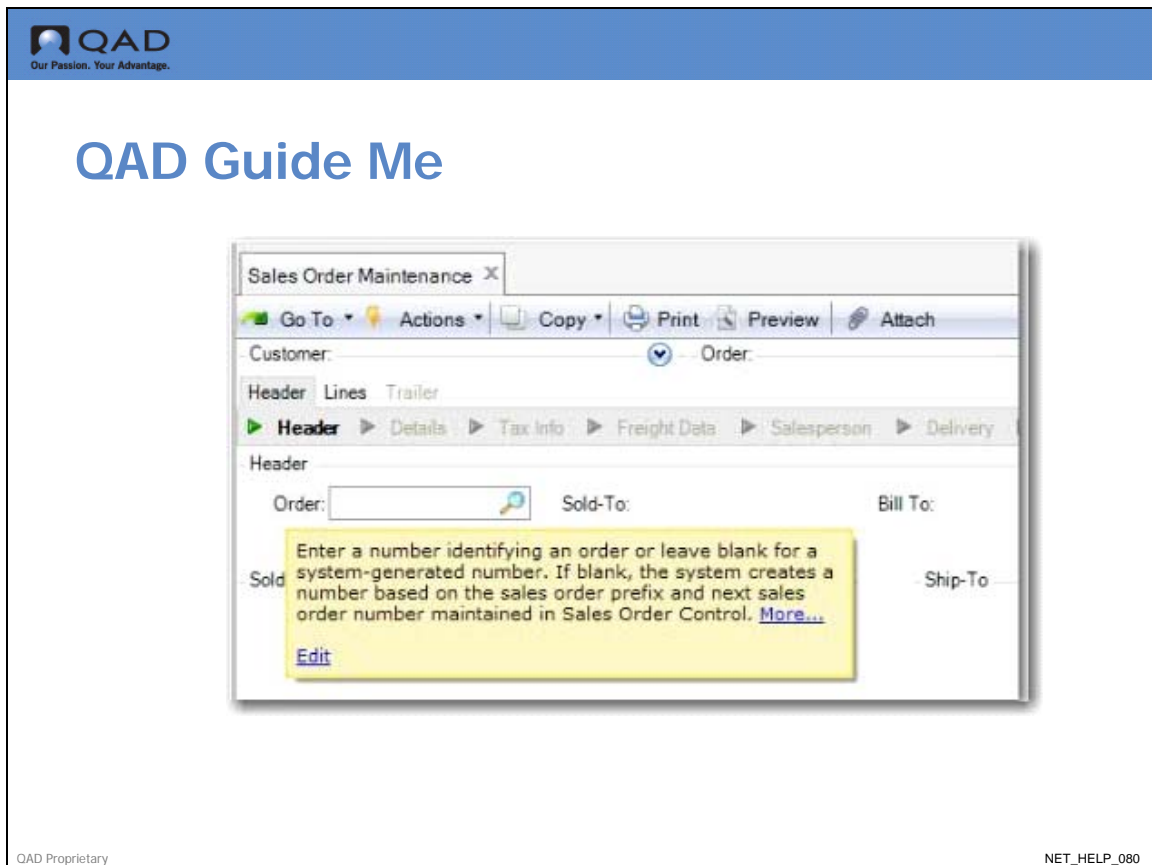 QAD
Our Passion. Your Advantage.
QAD Guide Me
Sales Order Maintenance X
Go To Actions Copy Print Preview Attach
Customer: Order:
Header Lines Trailer
Header Details Tax Info Freight Data Salesperson Delivery
Header
Order: Sold-To: Bill To:
Enter a number identifying an order or leave blank for a
Sold system-generated number. If blank, the system creates a Ship-To
number based on the sales order prefix and next sales
order number maintained in Sales Order Control. More...
Edit
QAD Proprietary NET_HELP_080